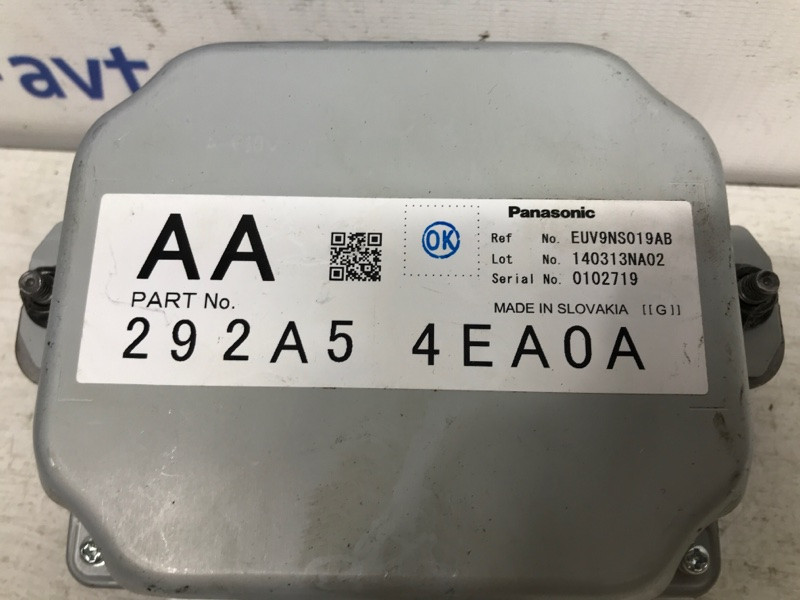 -avt
AA
OK
Panasonic
Ref No. EUV9NS019AB
Lot No. 140313NA02
Serial No. 0102719
PART No.
MADE IN SLOVAKIA [[G]]
292A5 4EA0A